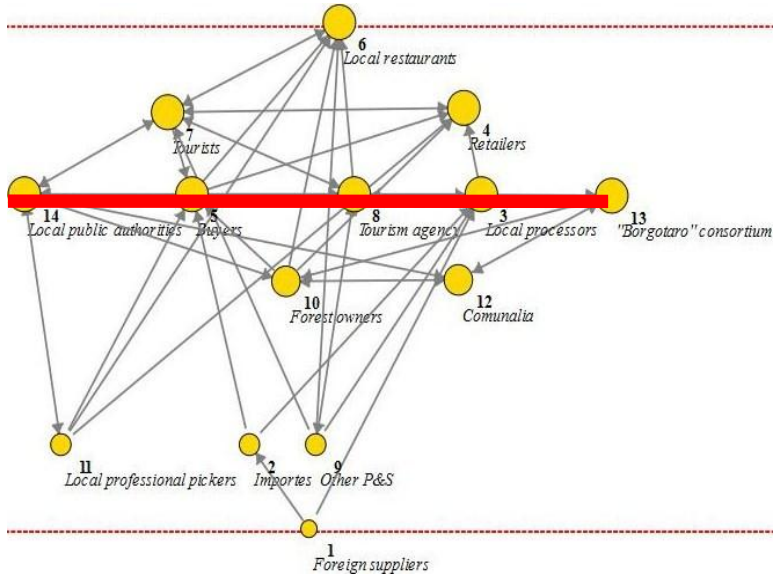 6
Local restaurants
7
Tourists
4
Retailers
14
Local public authorities
5
Buyers
8
Tourism agency
3
Local processors
13
"Borgotaro" consortium
10
Forest owners
12
Comunalia
11
Local professional pickers
2
Importes
9
Other P&S
1
Foreign suppliers